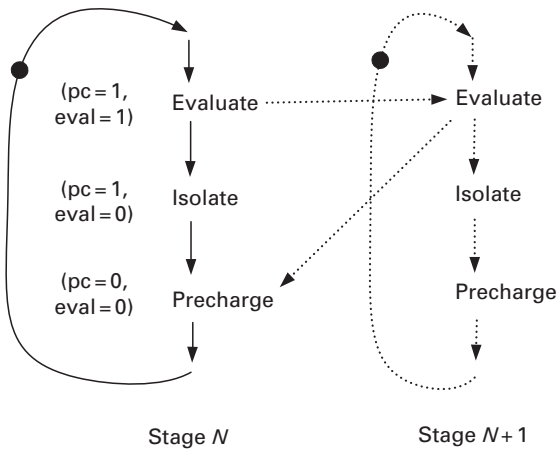 (pc = 1,
eval = 1)
Evaluate
Evaluate
(pc = 1,
eval = 0)
Isolate
Isolate
(pc = 0,
eval = 0)
Precharge
Precharge
Stage N
Stage N + 1